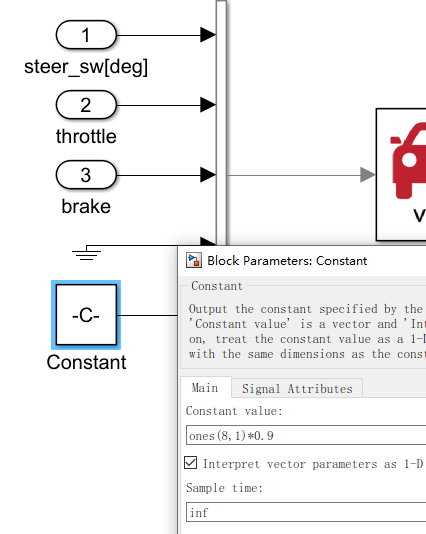 1
steer_sw[deg]
2
throttle
3
brake
V
Block Parameters: Constant
-C-
Constant
Constant
Output the constant specified by the
'Constant value' is a vector and 'Int
on, treat the constant value as a 1-D
with the same dimensions as the const
Main
Signal Attributes
Constant value:
ones(8,1)*0.9
Interpret vector parameters as 1-D
Sample time:
inf